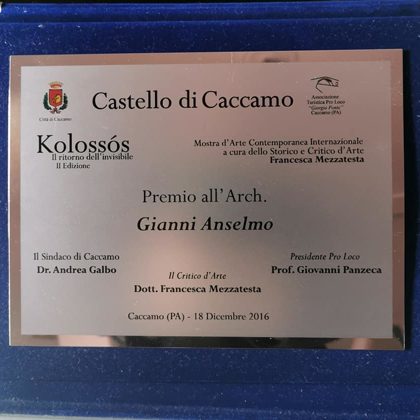 Città di Caccamo
Castello di Caccamo
Associazione
Turistica Pro Loco
"Giorgio Ponte"
Caccamo (PA)
Kolossós
Il ritorno dell'invisibile
II Edizione
Mostra d'Arte Contemporanea Internazionale
a cura dello Storico e Critico d'Arte
Francesca Mezzatesta
Premio all'Arch.
Gianni Anselmo
Il Sindaco di Caccamo
Dr. Andrea Galbo
Il Critico d'Arte
Dott. Francesca Mezzatesta
Presidente Pro Loco
Prof. Giovanni Panzeca
Caccamo (PA) - 18 Dicembre 2016